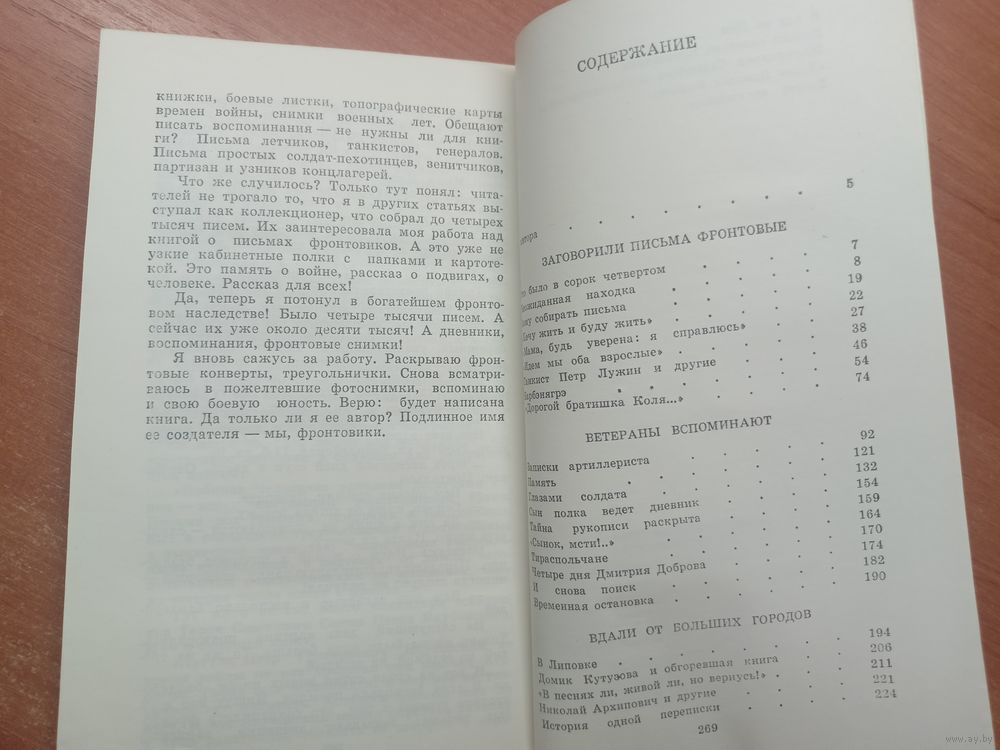 книжки, боевые листки, топографические карты
времен войны, снимки военных лет. Обещают
писать воспоминания — не нужны ли для кни-
ги? Письма летчиков, танкистов, генералов.
Письма простых солдат-пехотинцев, зенитчиков,
партизан и узников концлагерей.
Что же случилось? Только тут понял: чита-
телей не трогало то, что я в других статьях вы-
ступал как коллекционер, что собрал до четырех
тысяч писем. Их заинтересовала моя работа над
книгой о письмах фронтовиков. А это уже не
узкие кабинетные полки с папками и картоте-
кой. Это память о войне, рассказ о подвигах, о
человеке. Рассказ для всех!
Да, теперь я потонул в богатейшем фронто-
вом наследстве! Было четыре тысячи писем. А
сейчас их уже около десяти тысяч! А дневники,
воспоминания, фронтовые снимки!
Я вновь сажусь за работу. Раскрываю фрон-
товые конверты, треугольнички. Снова всматри-
ваюсь в пожелтевшие фотоснимки, вспоминаю
и свою боевую юность. Верю: будет написана
книга. Да только ли я ее автор? Подлинное имя
ее создателя — мы, фронтовики.
СОДЕРЖАНИЕ
автора . . . . . . . 5
ЗАГОВОРИЛИ ПИСЬМА ФРОНТОВЫЕ
было в сорок четвертом . . . . 7
Неожиданная находка . . . . . 8
собирать письма . . . . . 19
«Хочу жить и буду жить» . . . . 22
«Мама, будь уверена: я справлюсь» . . 27
«Идем мы оба взрослые» . . . . 38
Танкист Петр Лужин и другие . . . 46
. . . . . . 54
«Дорогой братишка Коля...» . . . . 74
ВЕТЕРАНЫ ВСПОМИНАЮТ
Записки артиллериста . . . . . 92
Память . . . . . . . 121
Глазами солдата . . . . . . 132
Сын полка ведет дневник . . . . 154
Тайна рукописи раскрыта . . . . 159
«Сынок, мсти!..» . . . . . . 164
Тираспольчане . . . . . . 170
Четыре дня Дмитрия Доброва . . . . 174
И снова поиск . . . . . . 182
Временная остановка . . . . . 190
ВДАЛИ ОТ БОЛЬШИХ ГОРОДОВ
В Липовке . . . . . . . 194
Домик Кутузова и обгоревшая книга . . 206
«В песнях ли, живой ли, но вернусь!» . . 211
Николай Архипович и другие . . . . 221
История одной переписки . . . . 224
269
www.ay.by